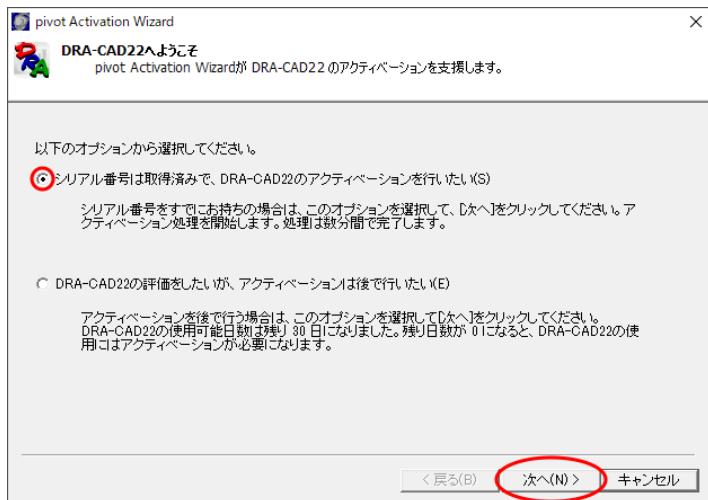 pivot Activation Wizard
DRA-CAD22へようこそ
pivot Activation Wizardが DRA-CAD22 のアクティベーションを支援します。
以下のオプションから選択してください。
シリアル番号は取得済みで、DRA-CAD22のアクティベーションを行いたい(S)
シリアル番号をすでにお持ちの場合は、このオプションを選択して、[次へ]をクリックしてください。ア
クティベーション処理を開始します。処理は数分間で完了します。
DRA-CAD22の評価をしたいが、アクティベーションは後で行いたい(E)
アクティベーションを後で行う場合は、このオプションを選択して[次へ]をクリックしてください。
DRA-CAD22の使用可能日数は残り 30 日になりました。残り日数が 0 になると、DRA-CAD22の使
用にはアクティベーションが必要になります。
< 戻る(B) 次へ(N) > キャンセル